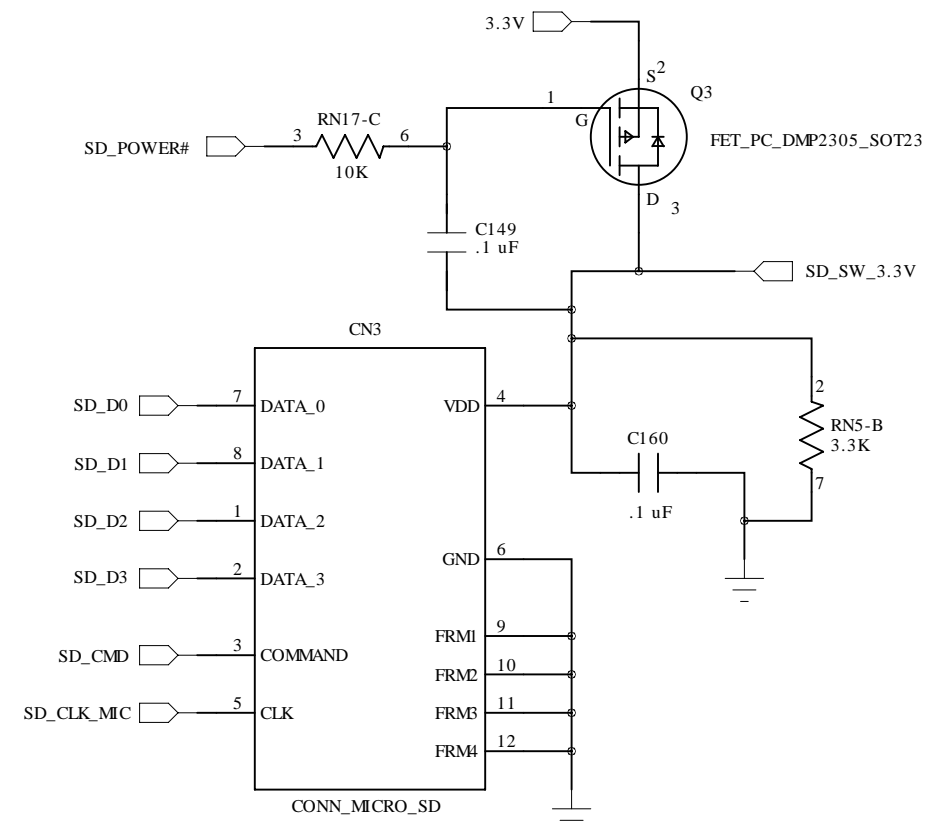 3.3V
S
2
Q3
1
G
RN17-C
SD_POWER#
3
6
10K
FET_PC_DMP2305_SOT23
D
3
C149
.1 uF
SD_SW_3.3V
CN3
SD_D0
7
DATA_0
VDD
4
2
RN5-B
3.3K
7
C160
.1 uF
SD_D1
8
DATA_1
SD_D2
1
DATA_2
GND
6
SD_D3
2
DATA_3
FRM1
9
SD_CMD
3
COMMAND
FRM2
10
SD_CLK_MIC
5
CLK
FRM3
11
FRM4
12
CONN_MICRO_SD